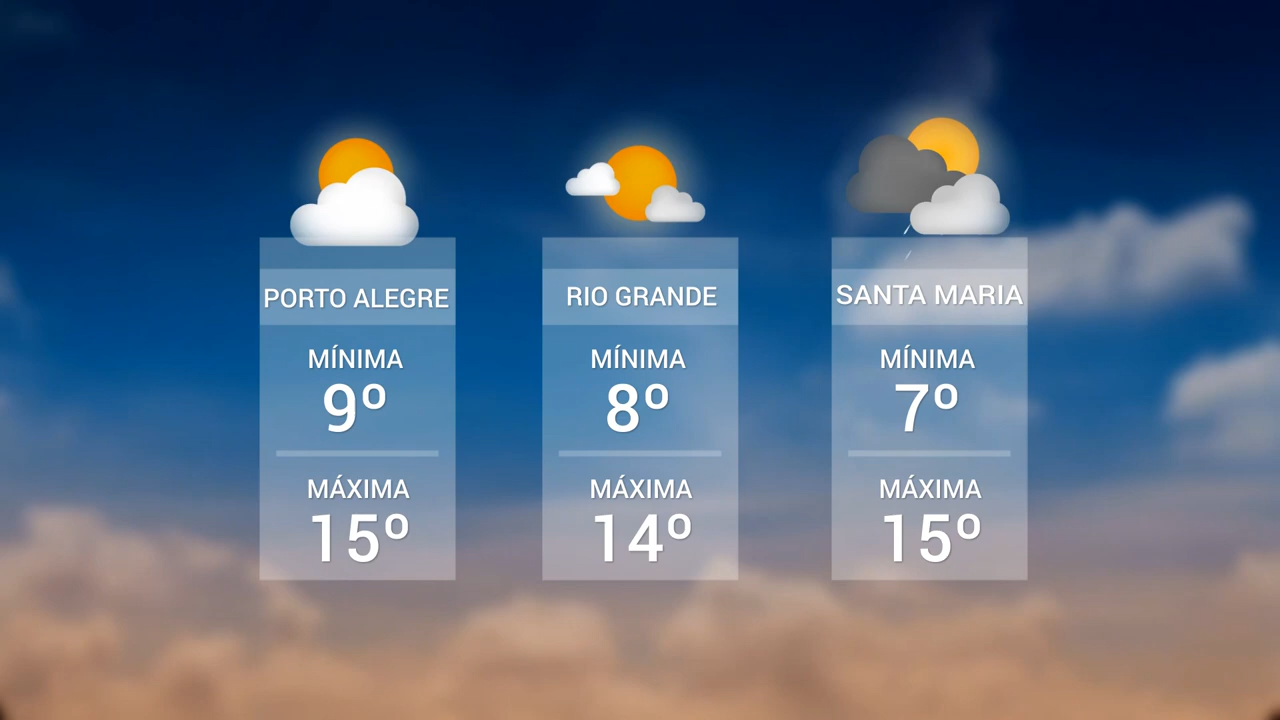 PORTO ALEGRE
MÍNIMA
9º
MÁXIMA
15º
RIO GRANDE
MÍNIMA
8º
MÁXIMA
14º
SANTA MARIA
MÍNIMA
7º
MÁXIMA
15º